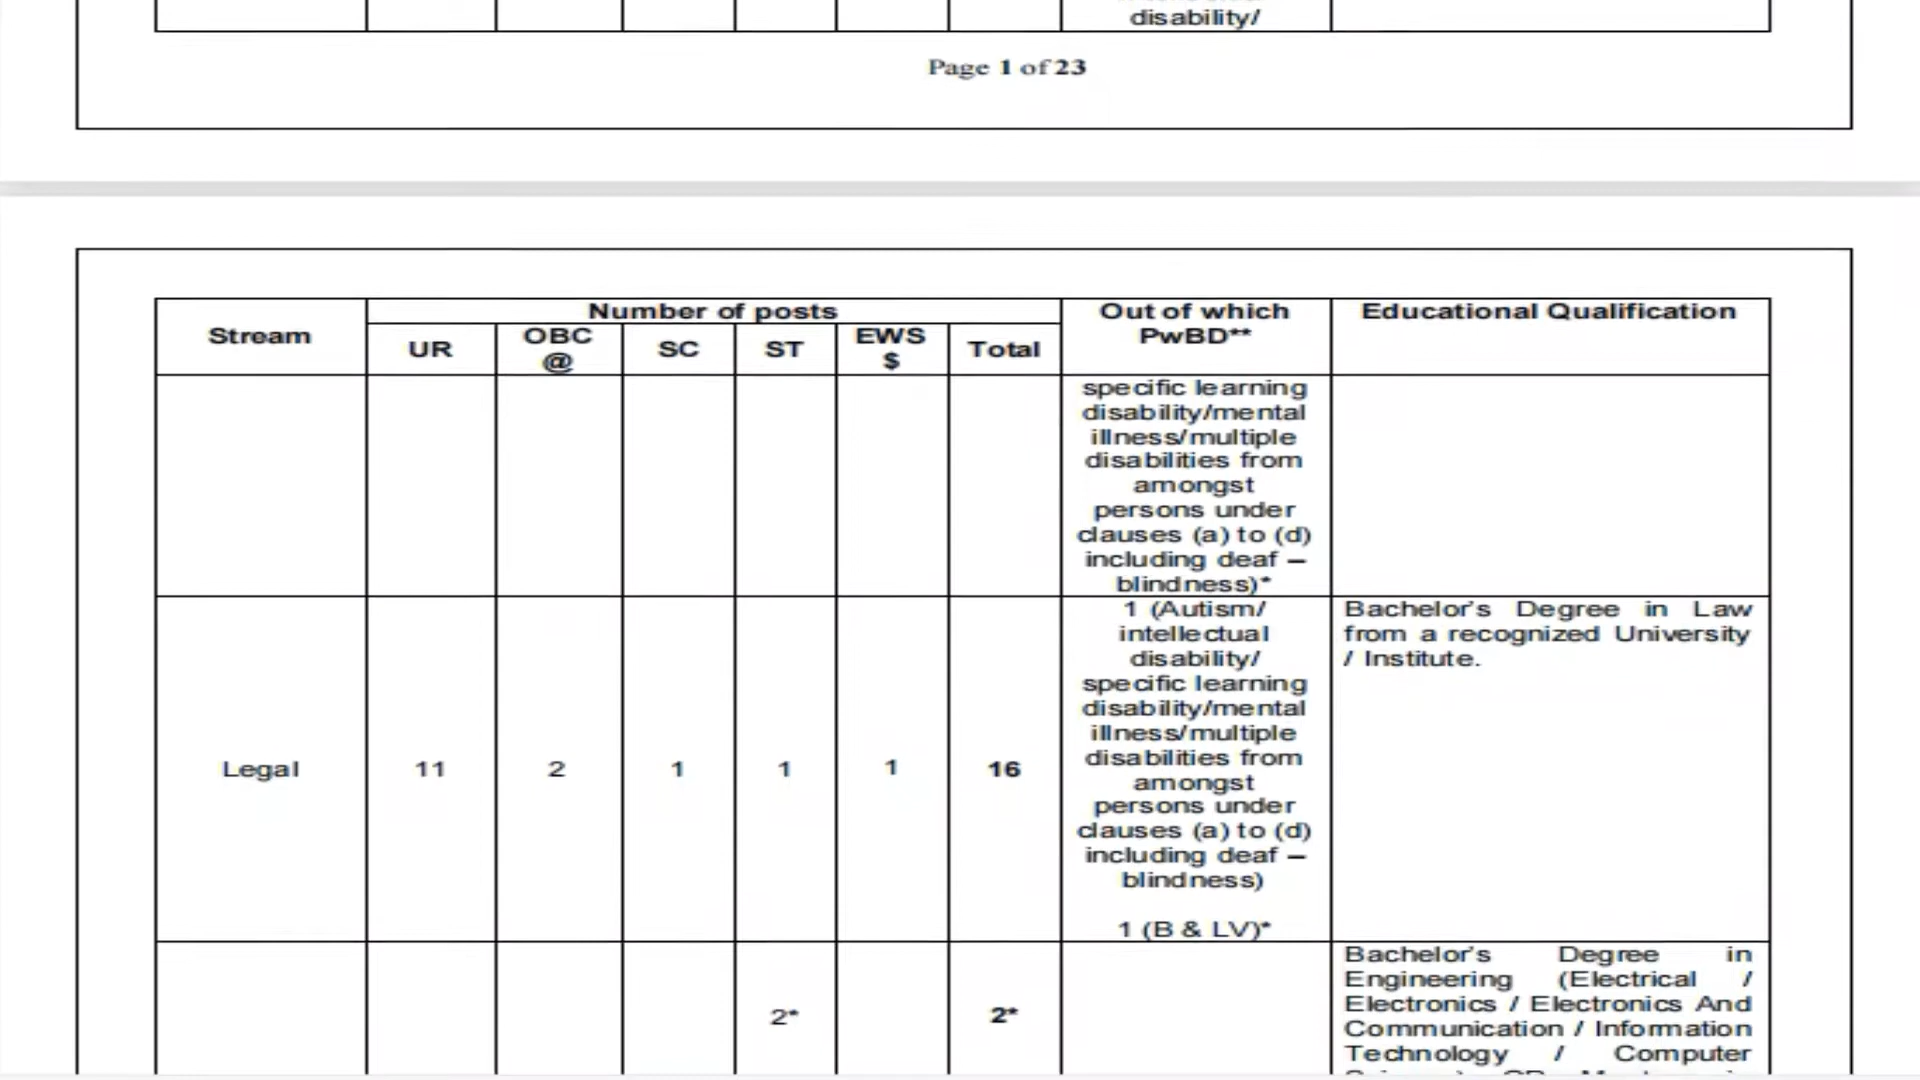 disability/
Page 1 of 23
Stream
Number of posts
Out of which
PwBD**
Educational Qualification
UR
OBC
@
SC
ST
EWS
$
Total
specific learning
disability/mental
illness/multiple
disabilities from
amongst
persons under
clauses (a) to (d)
including deaf –
blindness)*
Legal
11
2
1
1
1
16
1 (Autism/
intellectual
disability/
specific learning
disability/mental
illness/multiple
disabilities from
amongst
persons under
clauses (a) to (d)
including deaf –
blindness)
1 (B & LV)*
Bachelor's Degree in Law
from a recognized University
/ Institute.
2*
2*
Bachelor's Degree in
Engineering (Electrical /
Electronics / Electronics And
Communication / Information
Technology / Computer